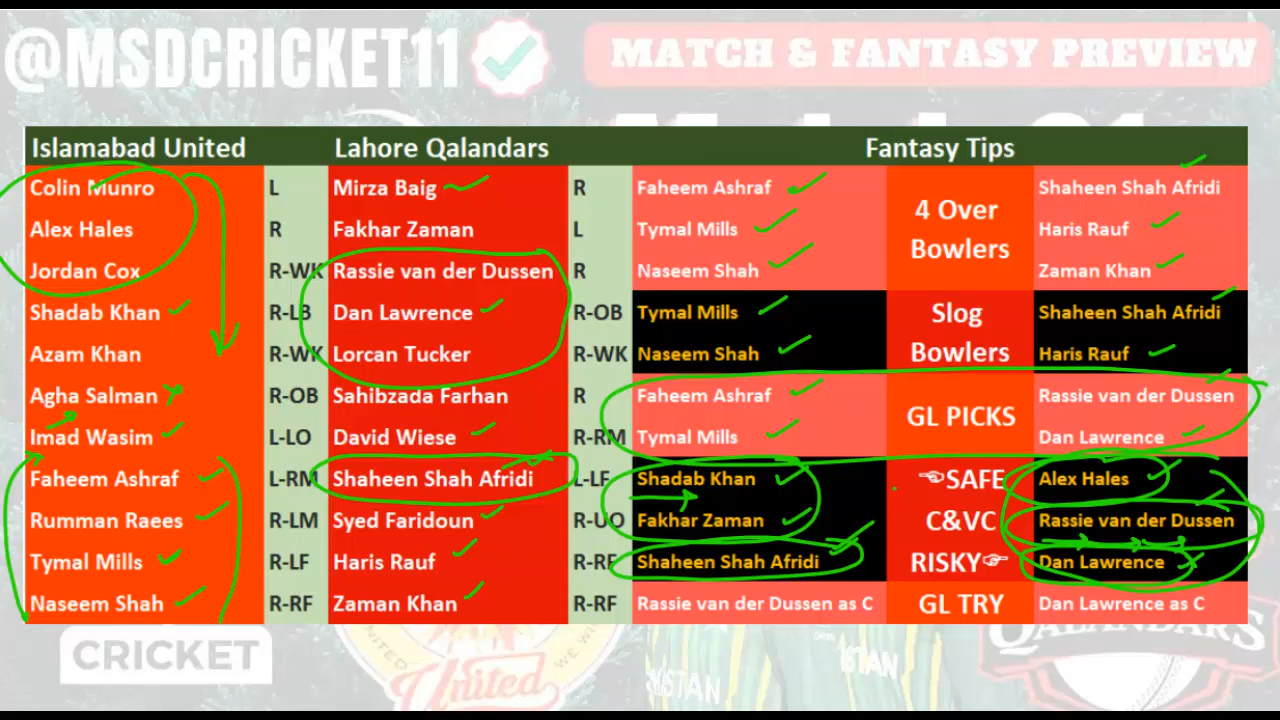 @MSDCRICKET11
MATCH & FANTASY PREVIEW
Islamabad United Lahore Qalandars Fantasy Tips
Colin Munro L Mirza Baig R Faheem Ashraf 4 Over Bowlers Shaheen Shah Afridi
Alex Hales R Fakhar Zaman L Tymal Mills Haris Rauf
Jordan Cox R-WK Rassie van der Dussen R Naseem Shah Zaman Khan
Shadab Khan R-LB Dan Lawrence R-OB Tymal Mills Slog Bowlers Shaheen Shah Afridi
Azam Khan R-WK Lorcan Tucker R-WK Naseem Shah Haris Rauf
Agha Salman R-OB Sahibzada Farhan R Faheem Ashraf GL PICKS Rassie van der Dussen
Imad Wasim L-LO David Wiese R-RM Tymal Mills Dan Lawrence
Faheem Ashraf L-RM Shaheen Shah Afridi L-LF Shadab Khan SAFE Alex Hales
Rumman Raees R-LM Syed Faridoun R-UO Fakhar Zaman C&VC Rassie van der Dussen
Tymal Mills R-LF Haris Rauf R-RF Shaheen Shah Afridi RISKY Dan Lawrence
Naseem Shah R-RF Zaman Khan R-RF Rassie van der Dussen as C GL TRY Dan Lawrence as C
CRICKET
UNITED
United
QALANDARS